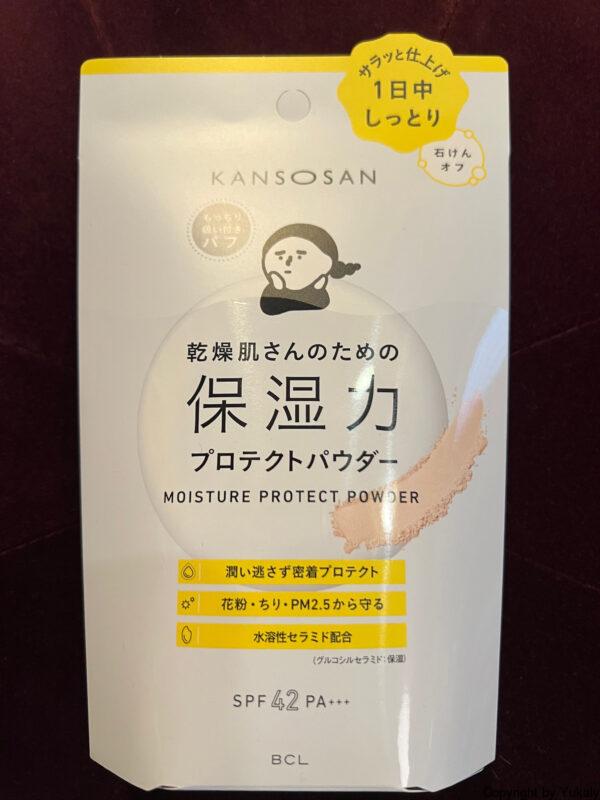 サラッと仕上げ
1日中
しっとり
石けん
オフ
KANSOSAN
もっちり
吸い付き
パフ
乾燥肌さんのための
保湿力
プロテクトパウダー
MOISTURE PROTECT POWDER
潤い逃さず密着プロテクト
花粉・ちり・PM2.5から守る
水溶性セラミド配合
(グルコシルセラミド:保湿)
SPF 42 PA+++
BCL
Copyright by Yukaly